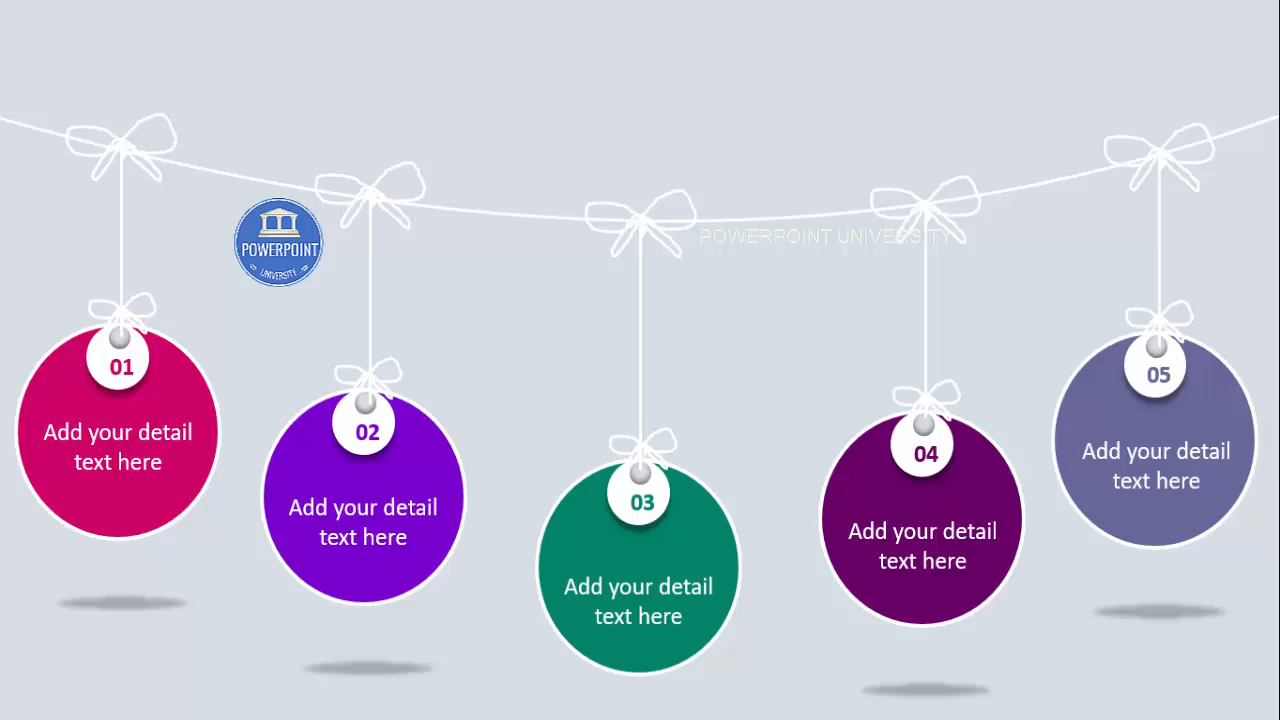 POWERPOINT
UNIVERSITY
POWERPOINT UNIVERSITY
01
Add your detail
text here
02
Add your detail
text here
03
Add your detail
text here
04
Add your detail
text here
05
Add your detail
text here